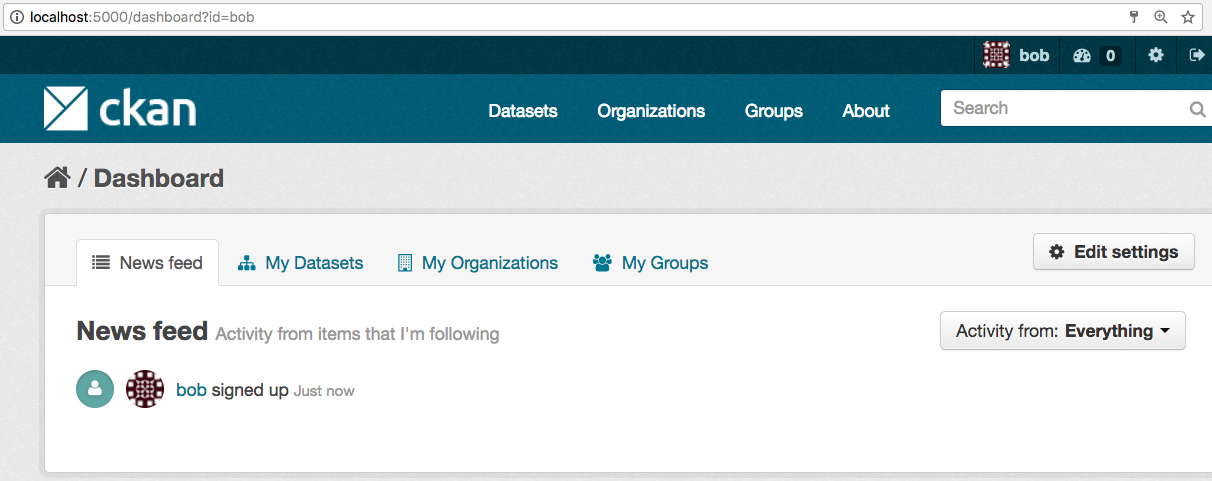 localhost:5000/dashboard?id=bob
bob 0
ckan Datasets Organizations Groups About Search
/ Dashboard
News feed My Datasets My Organizations My Groups Edit settings
News feed Activity from items that I'm following Activity from: Everything
bob signed up Just now